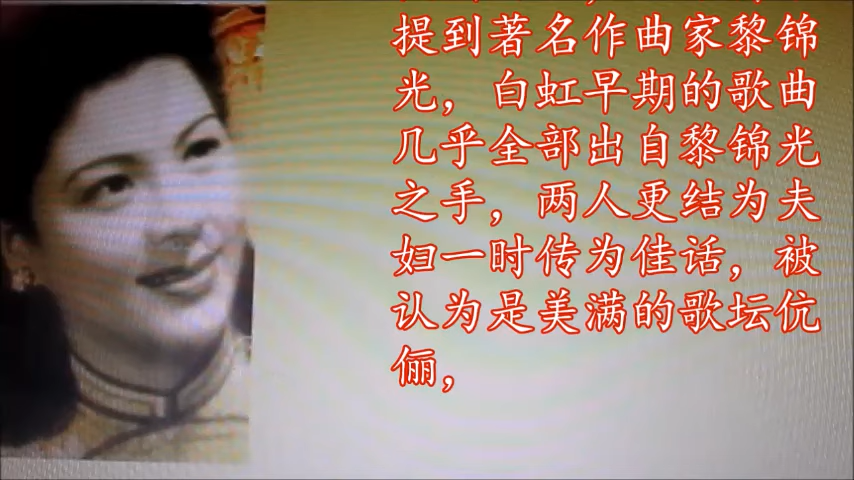 提到著名作曲家黎锦
光，白虹早期的歌曲
几乎全部出自黎锦光
之手，两人更结为夫
妇一时传为佳话，被
认为是美满的歌坛伉
俪，